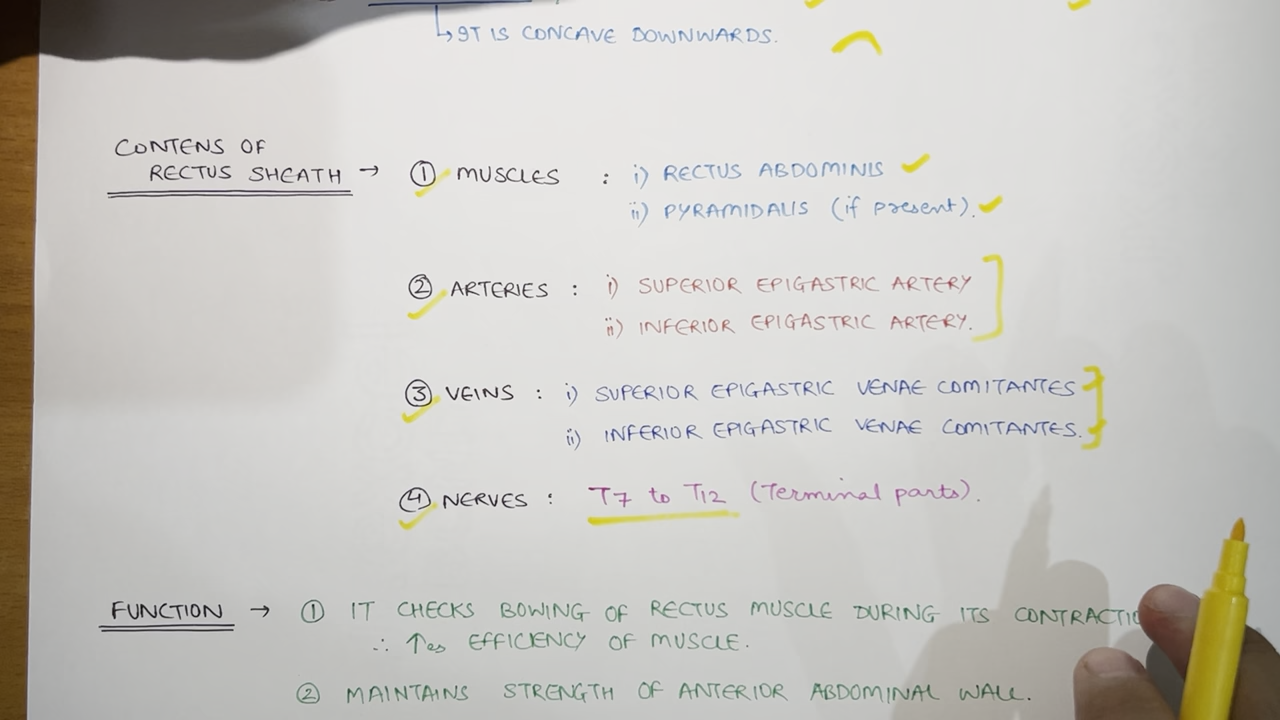 ↳ IT IS CONCAVE DOWNWARDS.
CONTENS OF
RECTUS SHEATH → ① MUSCLES : i) RECTUS ABDOMINIS
ii) PYRAMIDALIS (if present).
② ARTERIES : i) SUPERIOR EPIGASTRIC ARTERY
ii) INFERIOR EPIGASTRIC ARTERY.
③ VEINS : i) SUPERIOR EPIGASTRIC VENAE COMITANTES
ii) INFERIOR EPIGASTRIC VENAE COMITANTES.
④ NERVES : T7 to T12 (Terminal parts).
FUNCTION → ① IT CHECKS BOWING OF RECTUS MUSCLE DURING ITS CONTRACTIO
∴ ↑es EFFICIENCY OF MUSCLE.
② MAINTAINS STRENGTH OF ANTERIOR ABDOMINAL WALL.